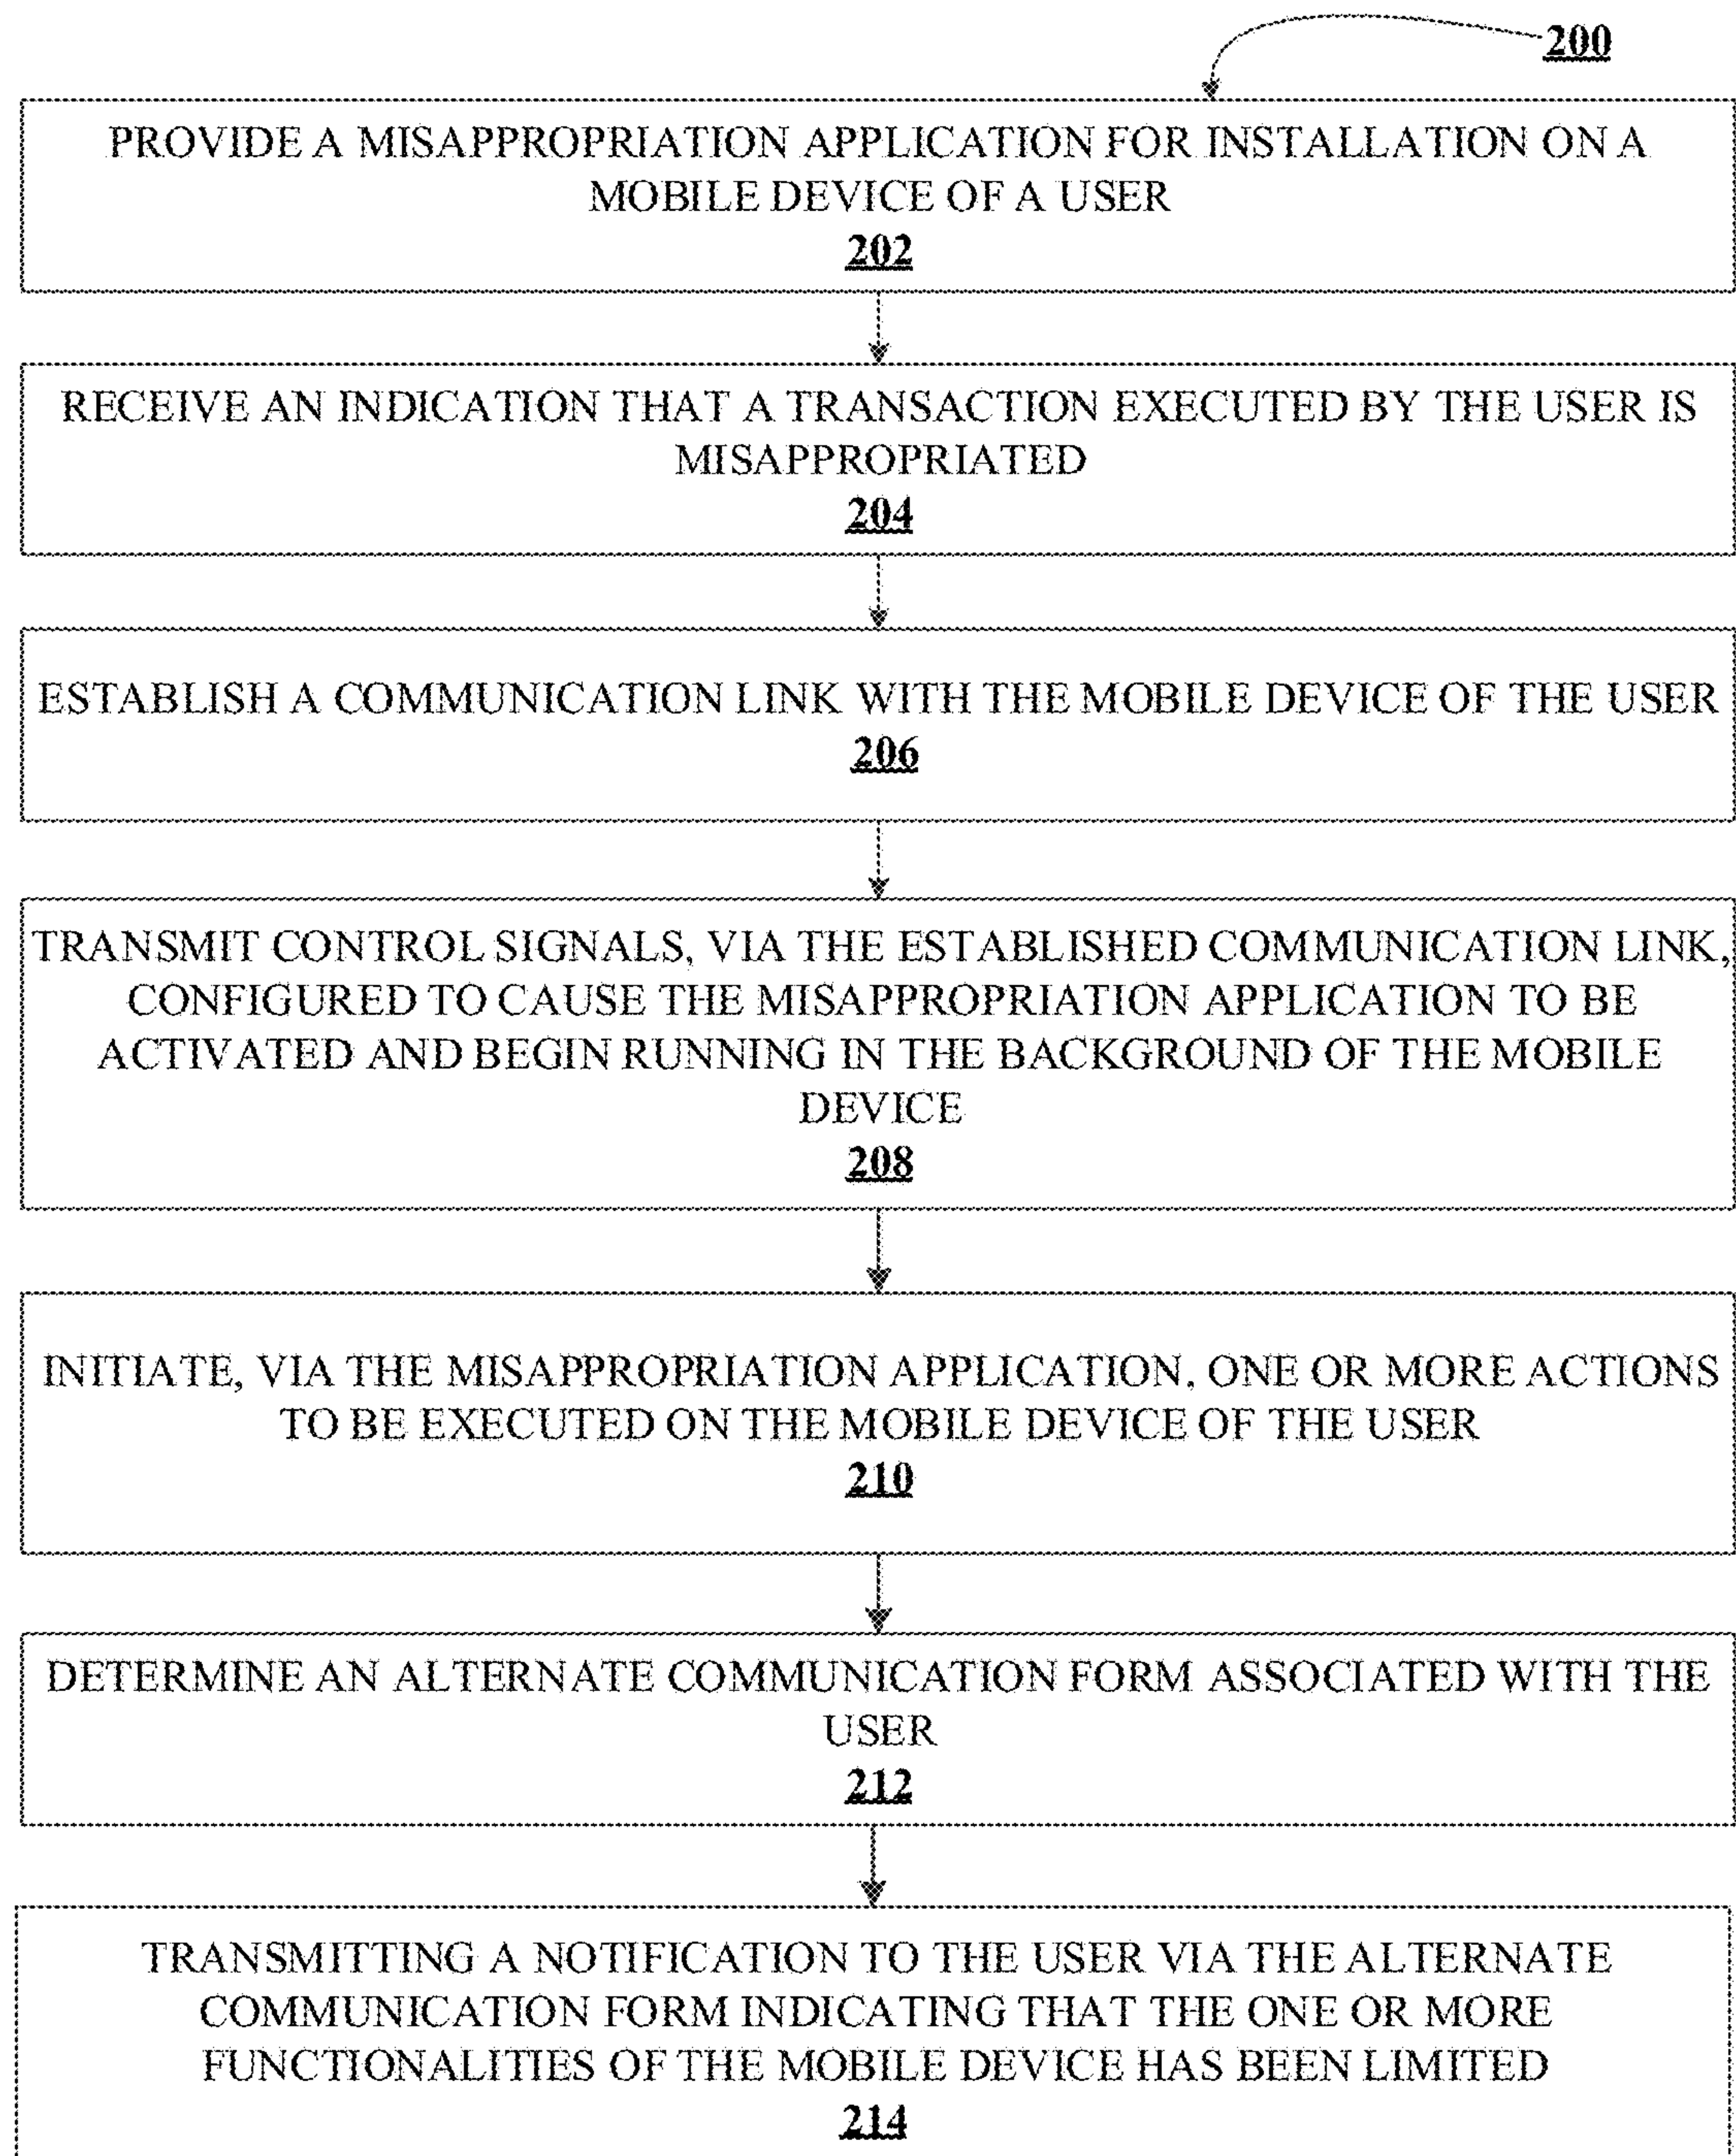 200
PROVIDE A MISAPPROPRIATION APPLICATION FOR INSTALLATION ON A
MOBILE DEVICE OF A USER
202
RECEIVE AN INDICATION THAT A TRANSACTION EXECUTED BY THE USER IS
MISAPPROPRIATED
204
ESTABLISH A COMMUNICATION LINK WITH THE MOBILE DEVICE OF THE USER
206
TRANSMIT CONTROL SIGNALS, VIA THE ESTABLISHED COMMUNICATION LINK,
CONFIGURED TO CAUSE THE MISAPPROPRIATION APPLICATION TO BE
ACTIVATED AND BEGIN RUNNING IN THE BACKGROUND OF THE MOBILE
DEVICE
208
INITIATE, VIA THE MISAPPROPRIATION APPLICATION, ONE OR MORE ACTIONS
TO BE EXECUTED ON THE MOBILE DEVICE OF THE USER
210
DETERMINE AN ALTERNATE COMMUNICATION FORM ASSOCIATED WITH THE
USER
212
TRANSMITTING A NOTIFICATION TO THE USER VIA THE ALTERNATE
COMMUNICATION FORM INDICATING THAT THE ONE OR MORE
FUNCTIONALITIES OF THE MOBILE DEVICE HAS BEEN LIMITED
214